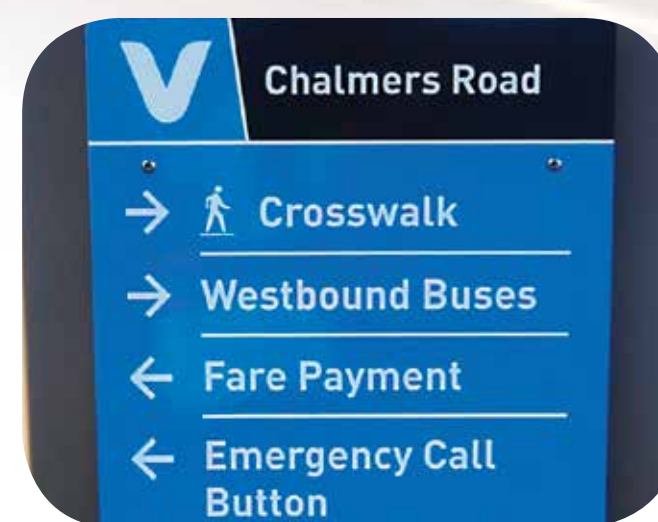 V
Chalmers Road
→ Crosswalk
→ Westbound Buses
← Fare Payment
← Emergency Call
Button